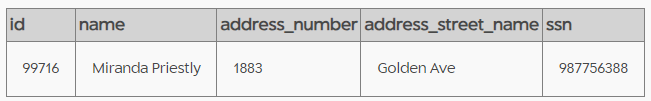 id name address_number address_street_name ssn
99716 Miranda Priestly 1883 Golden Ave 987756388